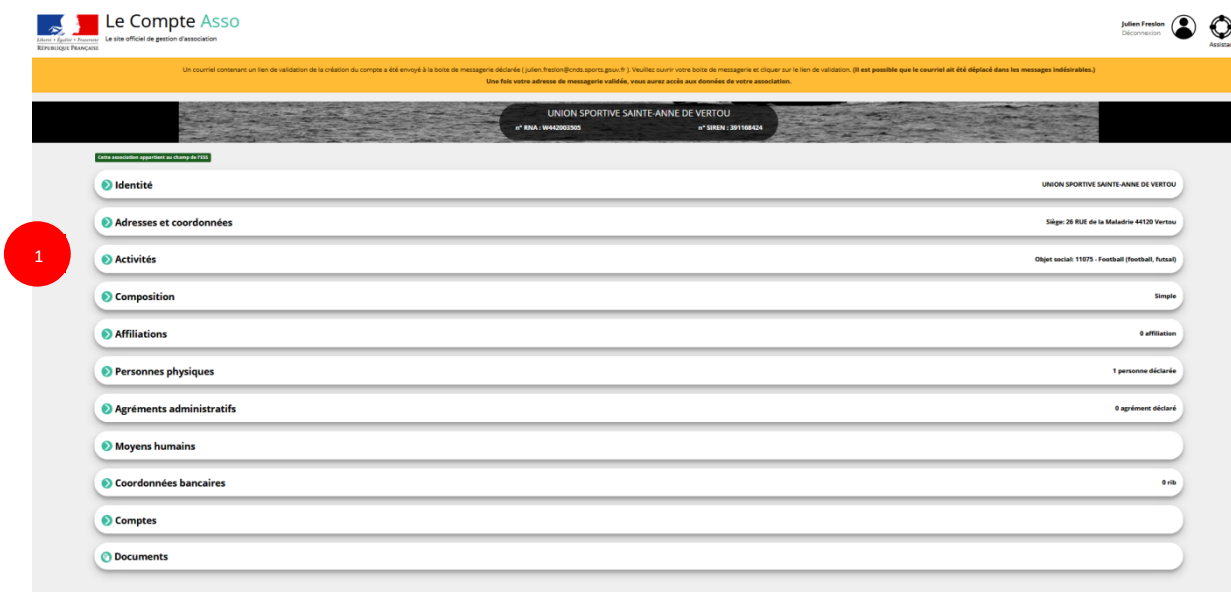 Le Compte Asso
Le site officiel de gestion d'association
Liberté • Égalité • Fraternité
RÉPUBLIQUE FRANÇAISE
Julien Freslon
Déconnexion
Assistan
Un courriel contenant un lien de validation de la création du compte a été envoyé à la boite de messagerie déclarée ( julien.freslon@cnds.sports.gouv.fr ). Veuillez ouvrir votre boite de messagerie et cliquer sur le lien de validation. (Il est possible que le courriel ait été déplacé dans les messages indésirables.)
Une fois votre adresse de messagerie validée, vous aurez accès aux données de votre association.
UNION SPORTIVE SAINTE-ANNE DE VERTOU
n° RNA : W442003505 n° SIREN : 391168424
Cette association appartient au champ de l'ESS
Identité UNION SPORTIVE SAINTE-ANNE DE VERTOU
Adresses et coordonnées Siège: 26 RUE de la Maladrie 44120 Vertou
1
Activités Objet social: 11075 - Football (football, futsal)
Composition Simple
Affiliations 0 affiliation
Personnes physiques 1 personne déclarée
Agréments administratifs 0 agrément déclaré
Moyens humains
Coordonnées bancaires 0 rib
Comptes
Documents